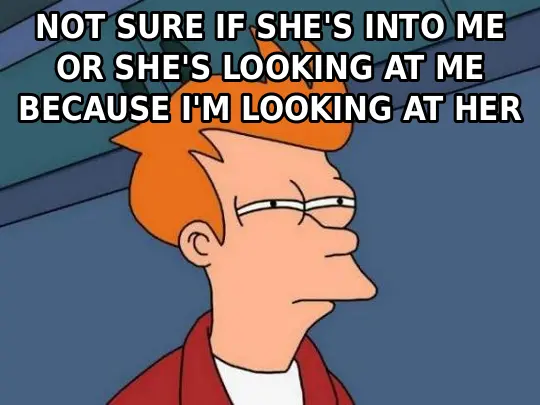 NOT SURE IF SHE'S INTO ME
OR SHE'S LOOKING AT ME
BECAUSE I'M LOOKING AT HER